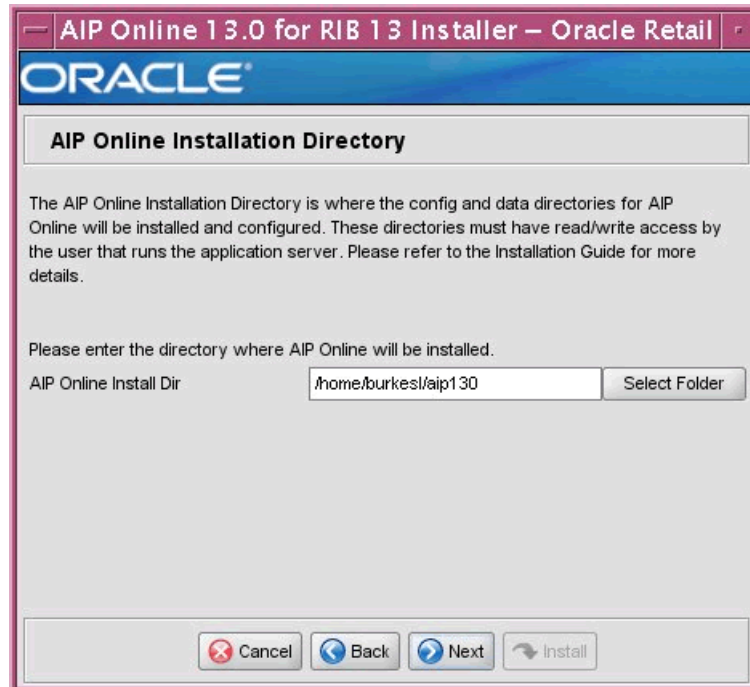 AIP Online 13.0 for RIB 13 Installer – Oracle Retail
ORACLE
AIP Online Installation Directory
The AIP Online Installation Directory is where the config and data directories for AIP
Online will be installed and configured. These directories must have read/write access by
the user that runs the application server. Please refer to the Installation Guide for more
details.
Please enter the directory where AIP Online will be installed.
AIP Online Install Dir /home/burkesl/aip130 Select Folder
Cancel Back Next Install